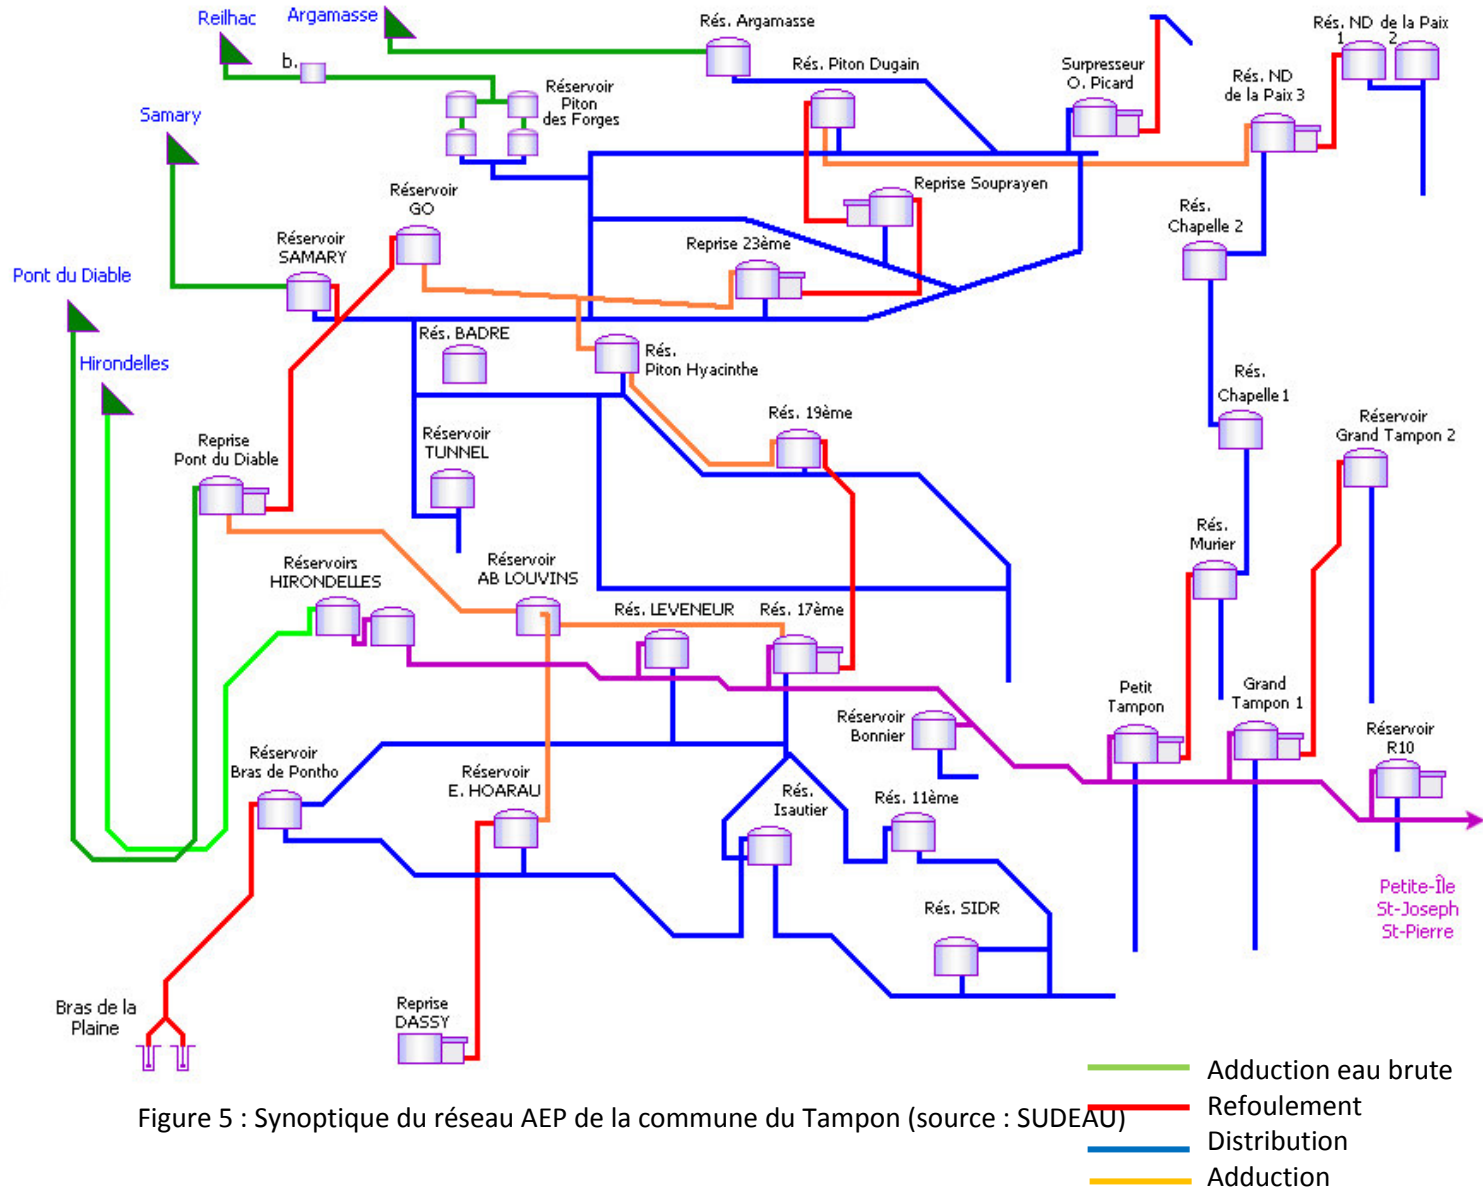 Reilhac
Argamasse
Rés. Argamasse
Rés. ND de la Paix
1
2
b.
Rés. Piton Dugain
Surpresseur
O. Picard
Rés. ND
de la Paix 3
Réservoir
Piton
des Forges
Samary
Réservoir
GO
Reprise Souprayen
Rés.
Chapelle 2
Réservoir
SAMARY
Reprise 23ème
Pont du Diable
Rés. BADRE
Rés.
Piton Hyacinthe
Hirondelles
Rés.
Chapelle 1
Rés. 19ème
Réservoir
Grand Tampon 2
Reprise
Pont du Diable
Réservoir
TUNNEL
Rés.
Murier
Réservoirs
HIRONDELLES
Réservoir
AB LOUVINS
Rés. LEVENEUR
Rés. 17ème
Petit
Tampon
Grand
Tampon 1
Réservoir
Bonnier
Réservoir
R10
Réservoir
Bras de Pontho
Réservoir
E. HOARAU
Rés.
Isautier
Rés. 11ème
Petite-Île
St-Joseph
St-Pierre
Rés. SIDR
Bras de la
Plaine
Reprise
DASSY
Adduction eau brute
Refoulement
Distribution
Adduction
Figure 5 : Synoptique du réseau AEP de la commune du Tampon (source : SUDEAU)